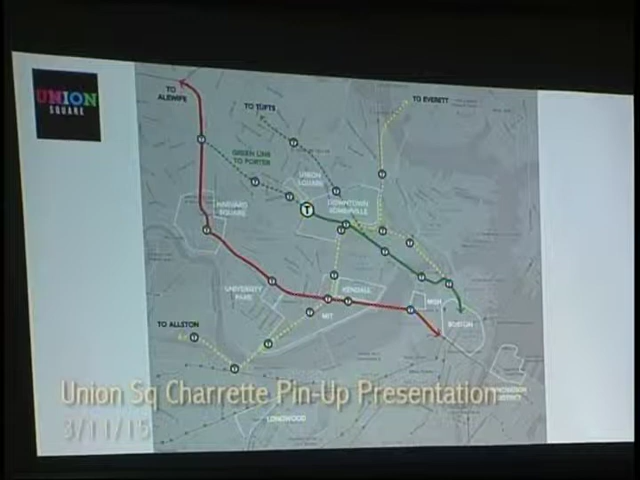 UNION
SQUARE
TO
ALEWIFE
TO TUFTS
TO EVERETT
GREEN LINE
TO PORTER
UNION
SQUARE
HARVARD
SQUARE
DOWNTOWN
SOMERVILLE
T
UNIVERSITY
PARK
KENDALL
MGH
MIT
BOSTON
TO ALLSTON
LONGWOOD
Union Sq Charrette Pin-Up Presentation
3/11/15